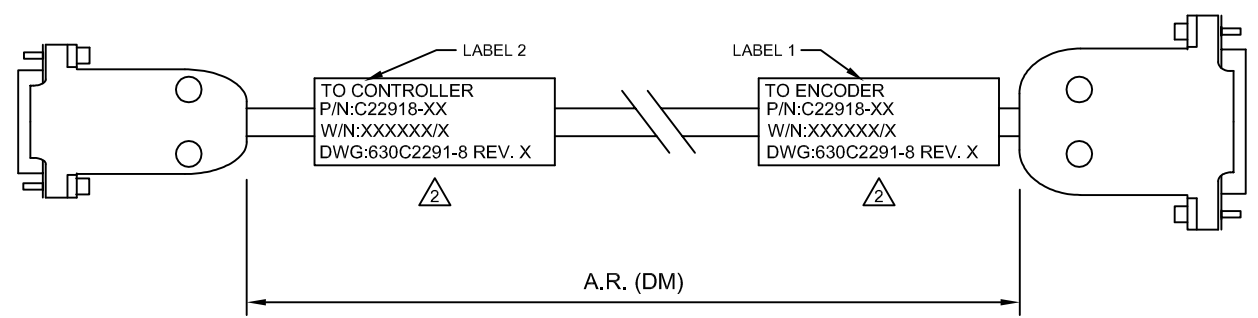 LABEL 2
LABEL 1
TO CONTROLLER
P/N:C22918-XX
W/N:XXXXXX/X
DWG:630C2291-8 REV. X
TO ENCODER
P/N:C22918-XX
W/N:XXXXXX/X
DWG:630C2291-8 REV. X
2
2
A.R. (DM)